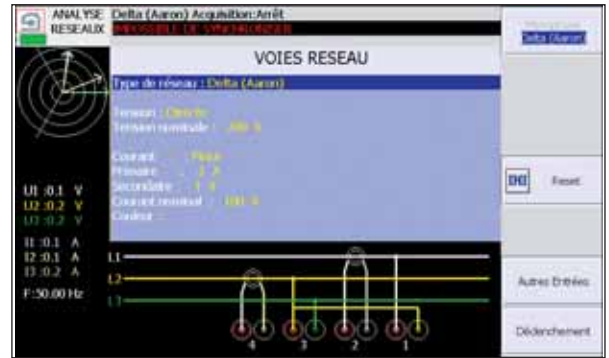 ANALYSE
RESEAUX
Delta (Aaron) Acquisition:Arrêt
IMPOSSIBLE DE SYNCHRONISER
Delta (Aaron)
VOIES RESEAU
Type de réseau : Delta (Aaron)
Tension : Directe
Tension nominale :
Courant : Pince
Primaire : 1 A
Secondaire : 1 V
Courant nominal : 100 A
Couleur :
U1 :0.1 V
U2 :0.2 V
U3 :0.2 V
I1 :0.1 A
I2 :0.1 A
I3 :0.2 A
F:50.00 Hz
L1
L2
L3
4
3
2
1
Reset
Autres Entrées
Déclenchement